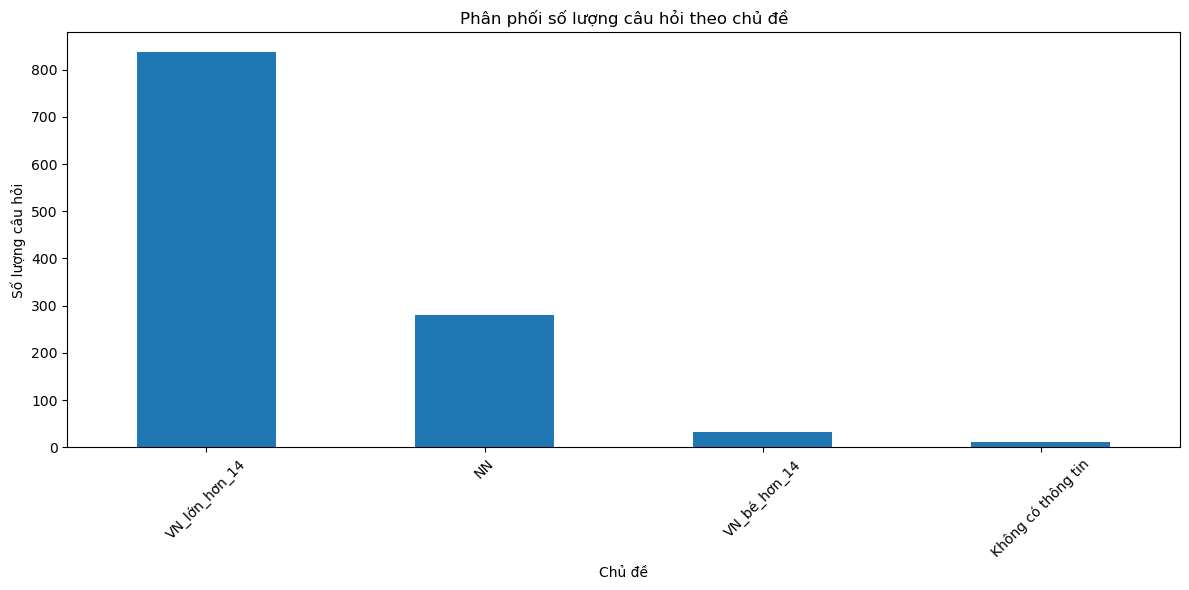 Phân phối số lượng câu hỏi theo chủ đề
Số lượng câu hỏi
800
700
600
500
400
300
200
100
0
VN_lớn_hơn_14
NN
VN_bé_hơn_14
Không có thông tin
Chủ đề